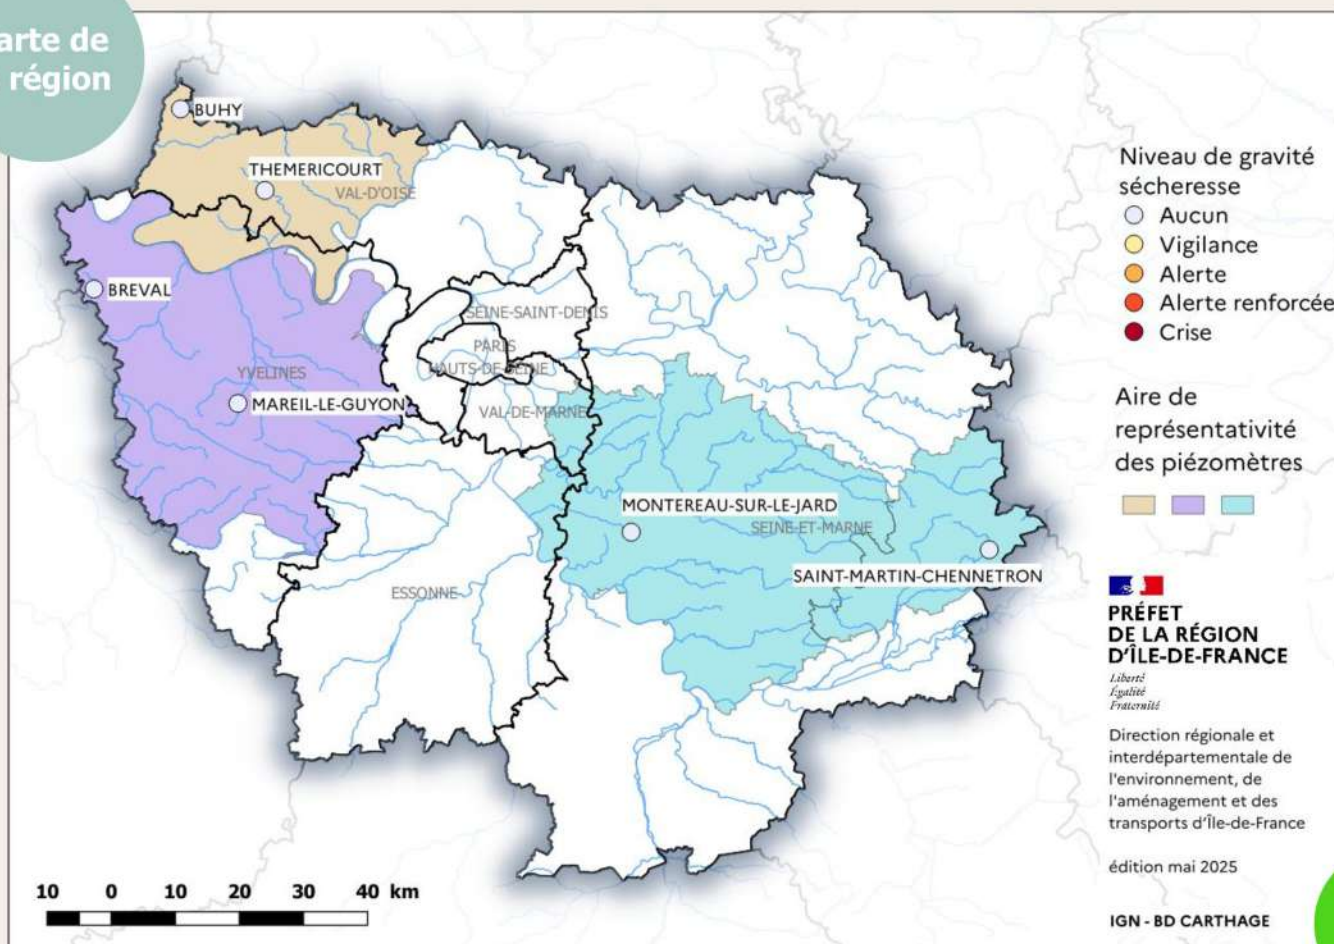 arte de
région
BUHY
THEMERICOURT
VAL-D'OISE
BREVAL
SEINE-SAINT-DENIS
PARIS
HAUTS-DE-SEINE
YVELINES
MAREIL-LE-GUYON
VAL-DE-MARNE
MONTEREAU-SUR-LE-JARD
SEINE-ET-MARNE
SAINT-MARTIN-CHENNETRON
ESSONNE
10 0 10 20 30 40 km
Niveau de gravité
sécheresse
Aucun
Vigilance
Alerte
Alerte renforcée
Crise
Aire de
représentativité
des piézomètres
PRÉFET
DE LA RÉGION
D'ÎLE-DE-FRANCE
Liberté
Égalité
Fraternité
Direction régionale et
interdépartementale de
l'environnement, de
l'aménagement et des
transports d'Île-de-France
édition mai 2025
IGN - BD CARTHAGE